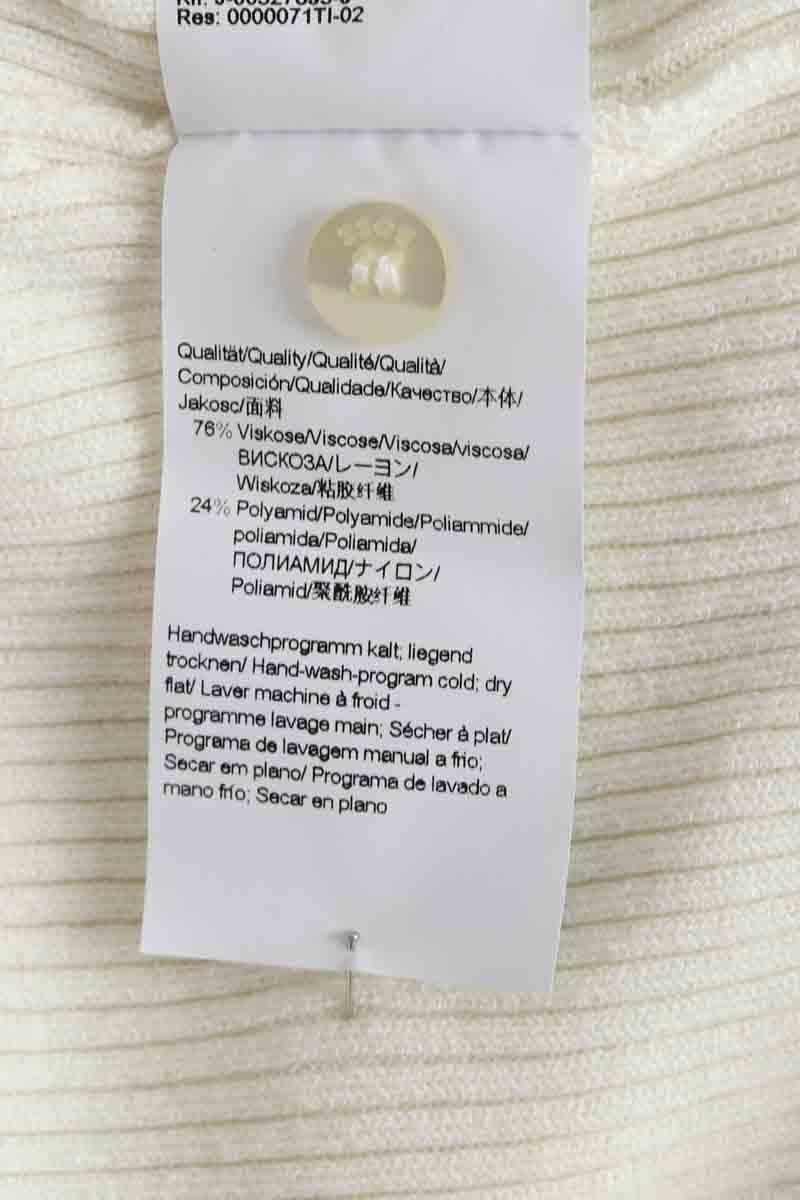 Res: 0000071TI-02
Qualität/Quality/Qualité/Qualità/
Composición/Qualidade/Качество/本体/
Jakosc/面料
76% Viskose/Viscose/Viscosa/viscosa/
ВИСКОЗА/レーヨン/
Wiskoza/粘胶纤维
24% Polyamid/Polyamide/Poliammide/
poliamida/Poliamida/
ПОЛИАМИД/ナイロン/
Poliamid/聚酰胺纤维
Handwaschprogramm kalt; liegend
trocknen/ Hand-wash-program cold; dry
flat/ Laver machine à froid -
programme lavage main; Sécher à plat/
Programa de lavagem manual a frio;
Secar em plano/ Programa de lavado a
mano frío; Secar en plano